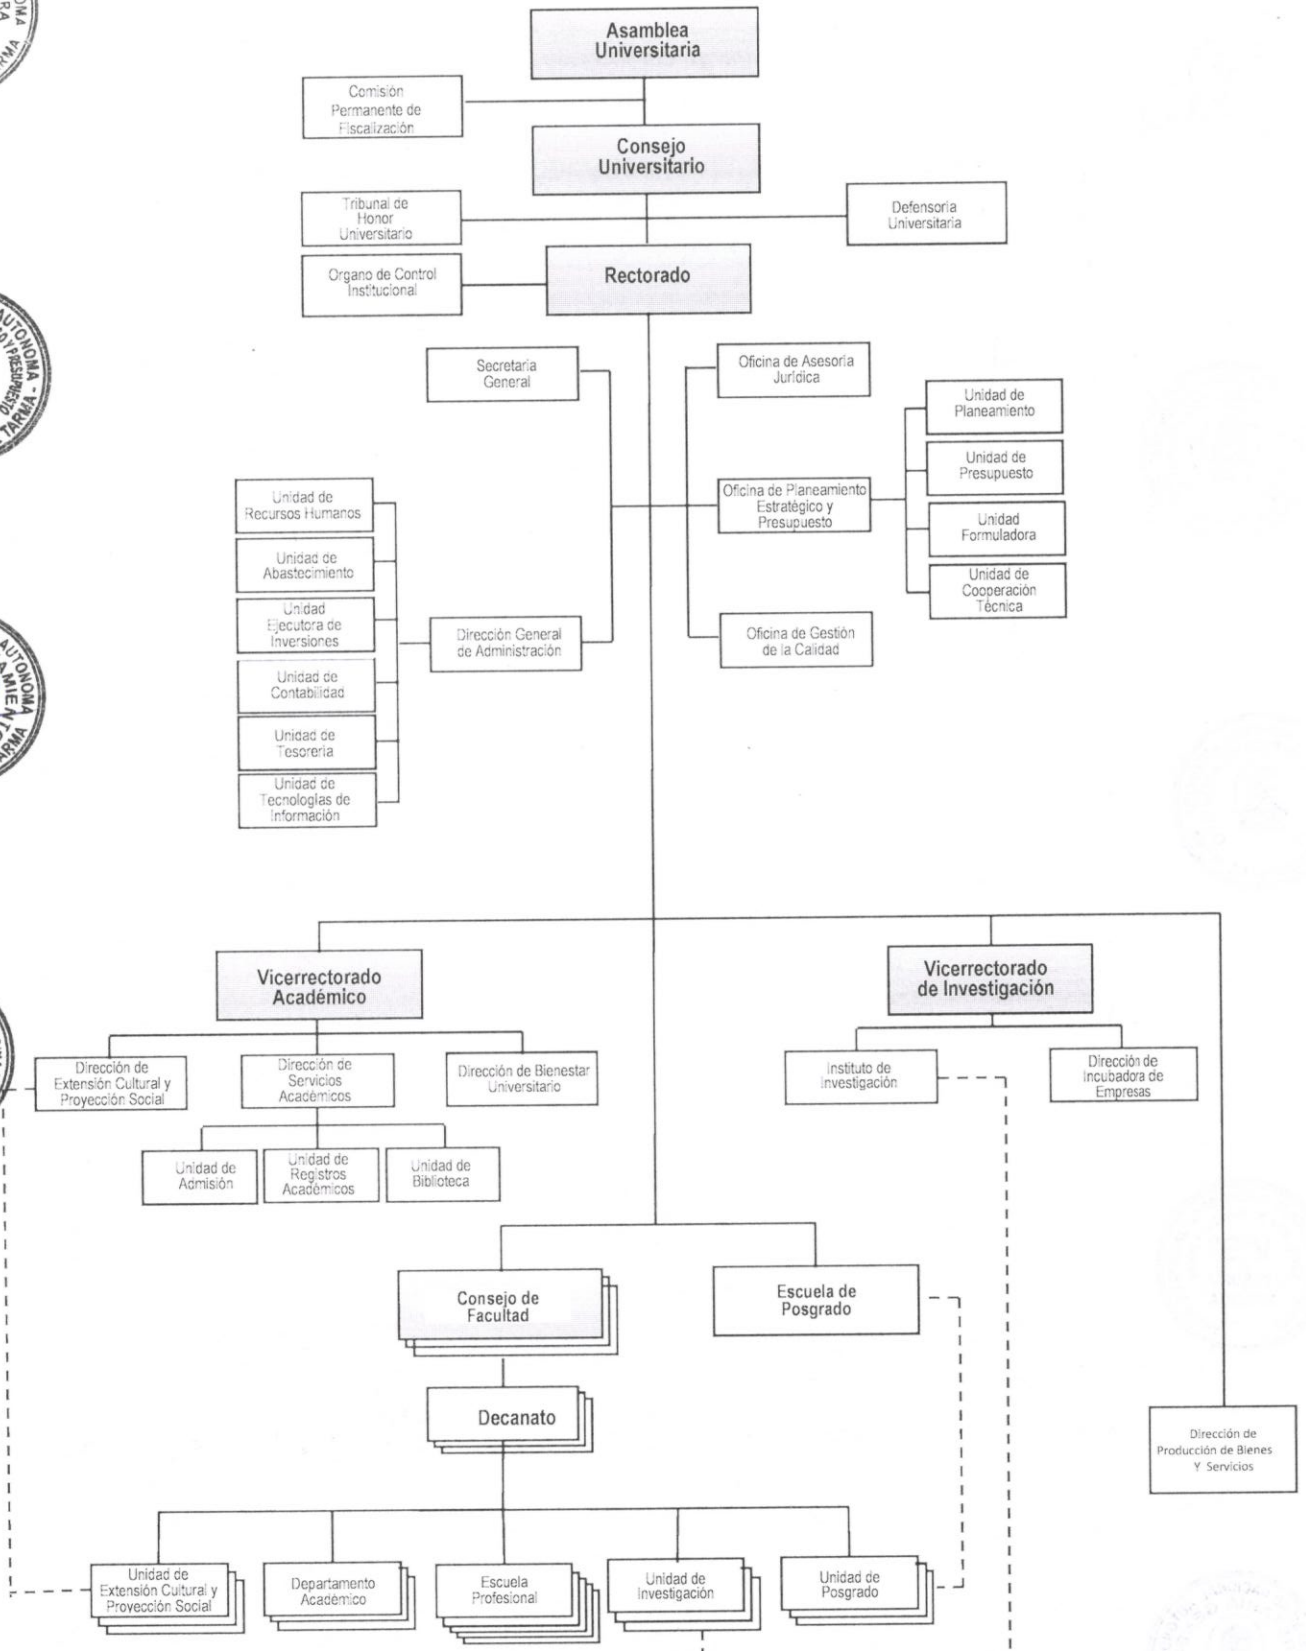 Asamblea
Universitaria
Comisión
Permanente de
Fiscalización
Consejo
Universitario
Tribunal de
Honor
Universitario
Defensoria
Universitaria
Rectorado
Organo de Control
Institucional
Secretaria
General
Oficina de Asesoria
Jurídica
Unidad de
Planeamiento
Unidad de
Presupuesto
Oficina de Planeamiento
Estratégico y
Presupuesto
Unidad
Formuladora
Unidad de
Cooperación
Técnica
Unidad de
Recursos Humanos
Unidad de
Abastecimiento
Unidad
Ejecutora de
Inversiones
Dirección General
de Administración
Oficina de Gestión
de la Calidad
Unidad de
Contabilidad
Unidad de
Tesoreria
Unidad de
Tecnologías de
Información
Vicerrectorado
Académico
Vicerrectorado
de Investigación
Dirección de
Extensión Cultural y
Proyección Social
Dirección de
Servicios
Académicos
Dirección de Bienestar
Universitario
Instituto de
Investigación
Dirección de
Incubadora de
Empresas
Unidad de
Admisión
Unidad de
Registros
Académicos
Unidad de
Biblioteca
Consejo de
Facultad
Escuela de
Posgrado
Decanato
Dirección de
Producción de Bienes
Y Servicios
Unidad de
Extensión Cultural y
Proyección Social
Departamento
Académico
Escuela
Profesional
Unidad de
Investigación
Unidad de
Posgrado
AUTONOMA
Y PRESUPUESTO
TARMA -
AUTONOMA